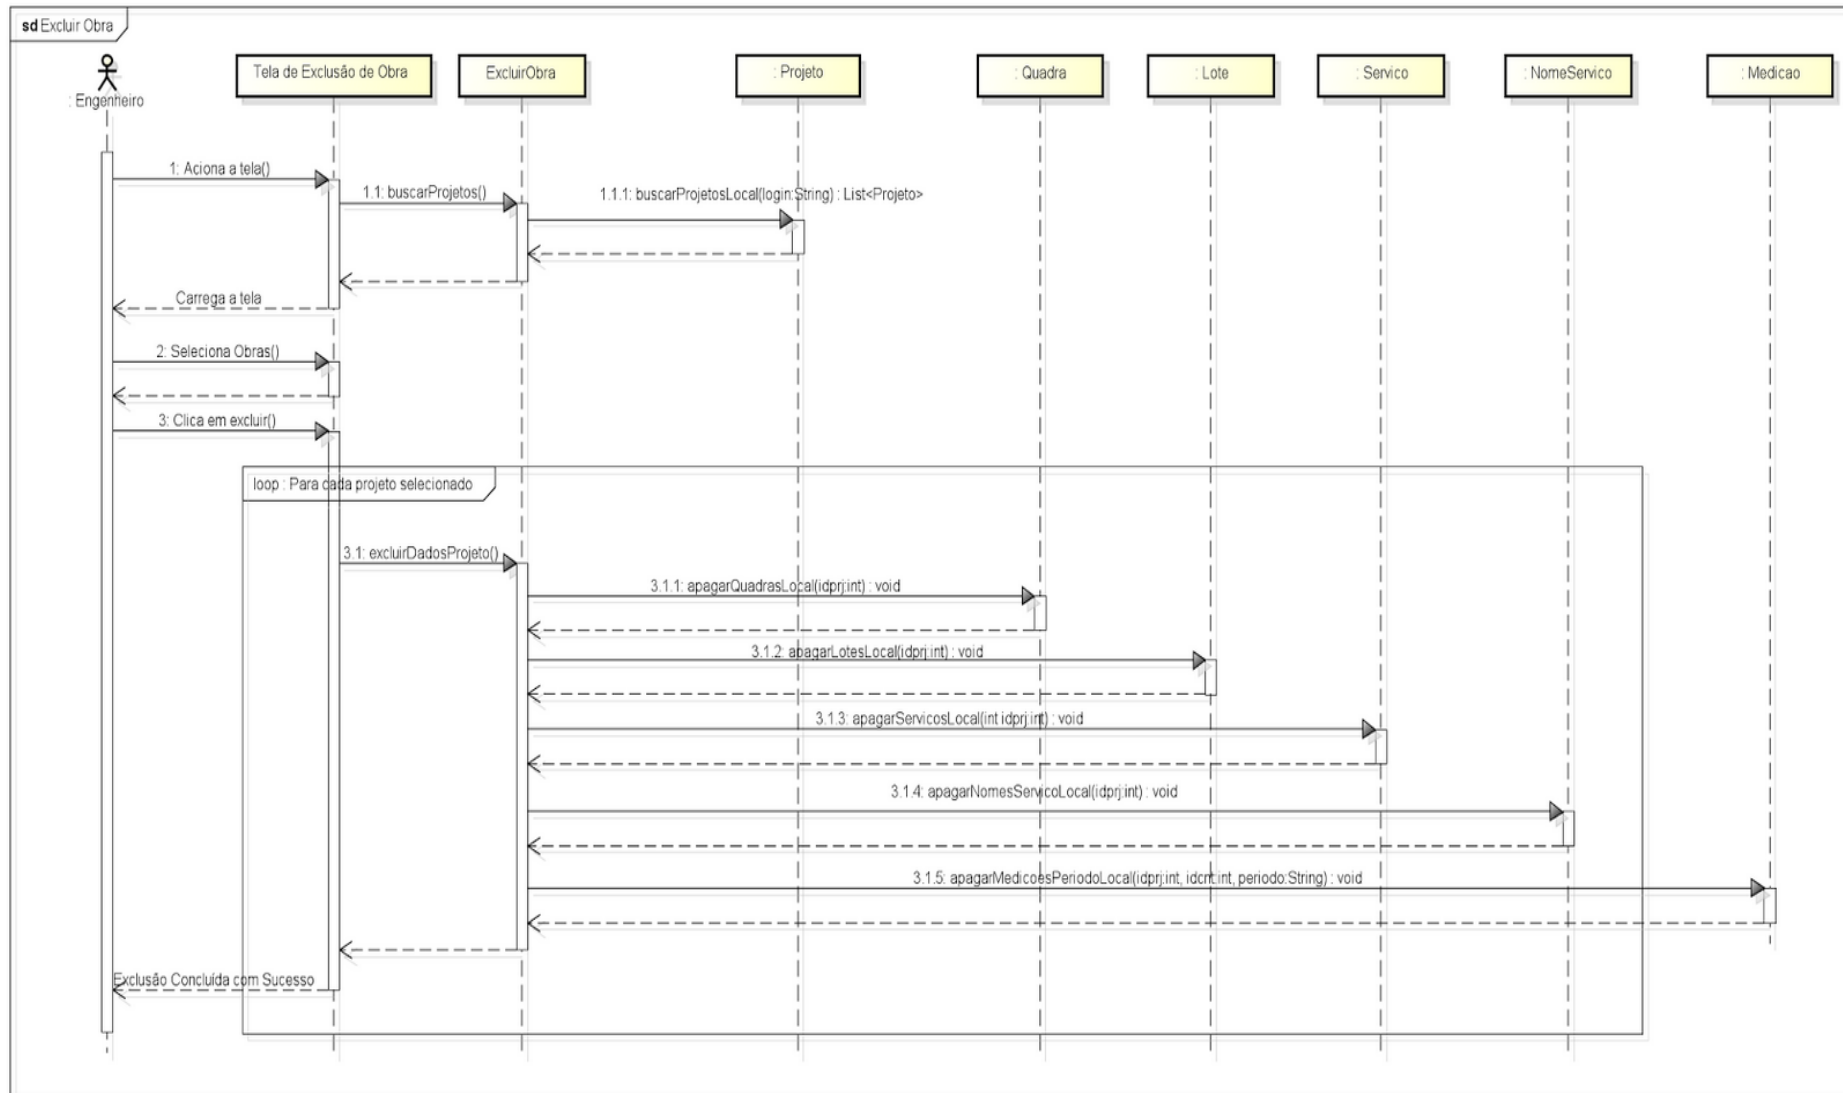 sd Excluir Obra
: Engenheiro
Tela de Exclusão de Obra
ExcluirObra
: Projeto
: Quadra
: Lote
: Servico
: NomeServico
: Medicao
1: Aciona a tela()
1.1: buscarProjetos()
1.1.1: buscarProjetosLocal(login:String) : List<Projeto>
Carrega a tela
2: Seleciona Obras()
3: Clica em excluir()
loop : Para cada projeto selecionado
3.1: excluirDadosProjeto()
3.1.1: apagarQuadrasLocal(idprj:int) : void
3.1.2: apagarLotesLocal(idprj:int) : void
3.1.3: apagarServicosLocal(int idprj:int) : void
3.1.4: apagarNomesServicoLocal(idprj:int) : void
3.1.5: apagarMedicoesPeriodoLocal(idprj:int, idcnt:int, periodo:String) : void
Exclusão Concluída com Sucesso